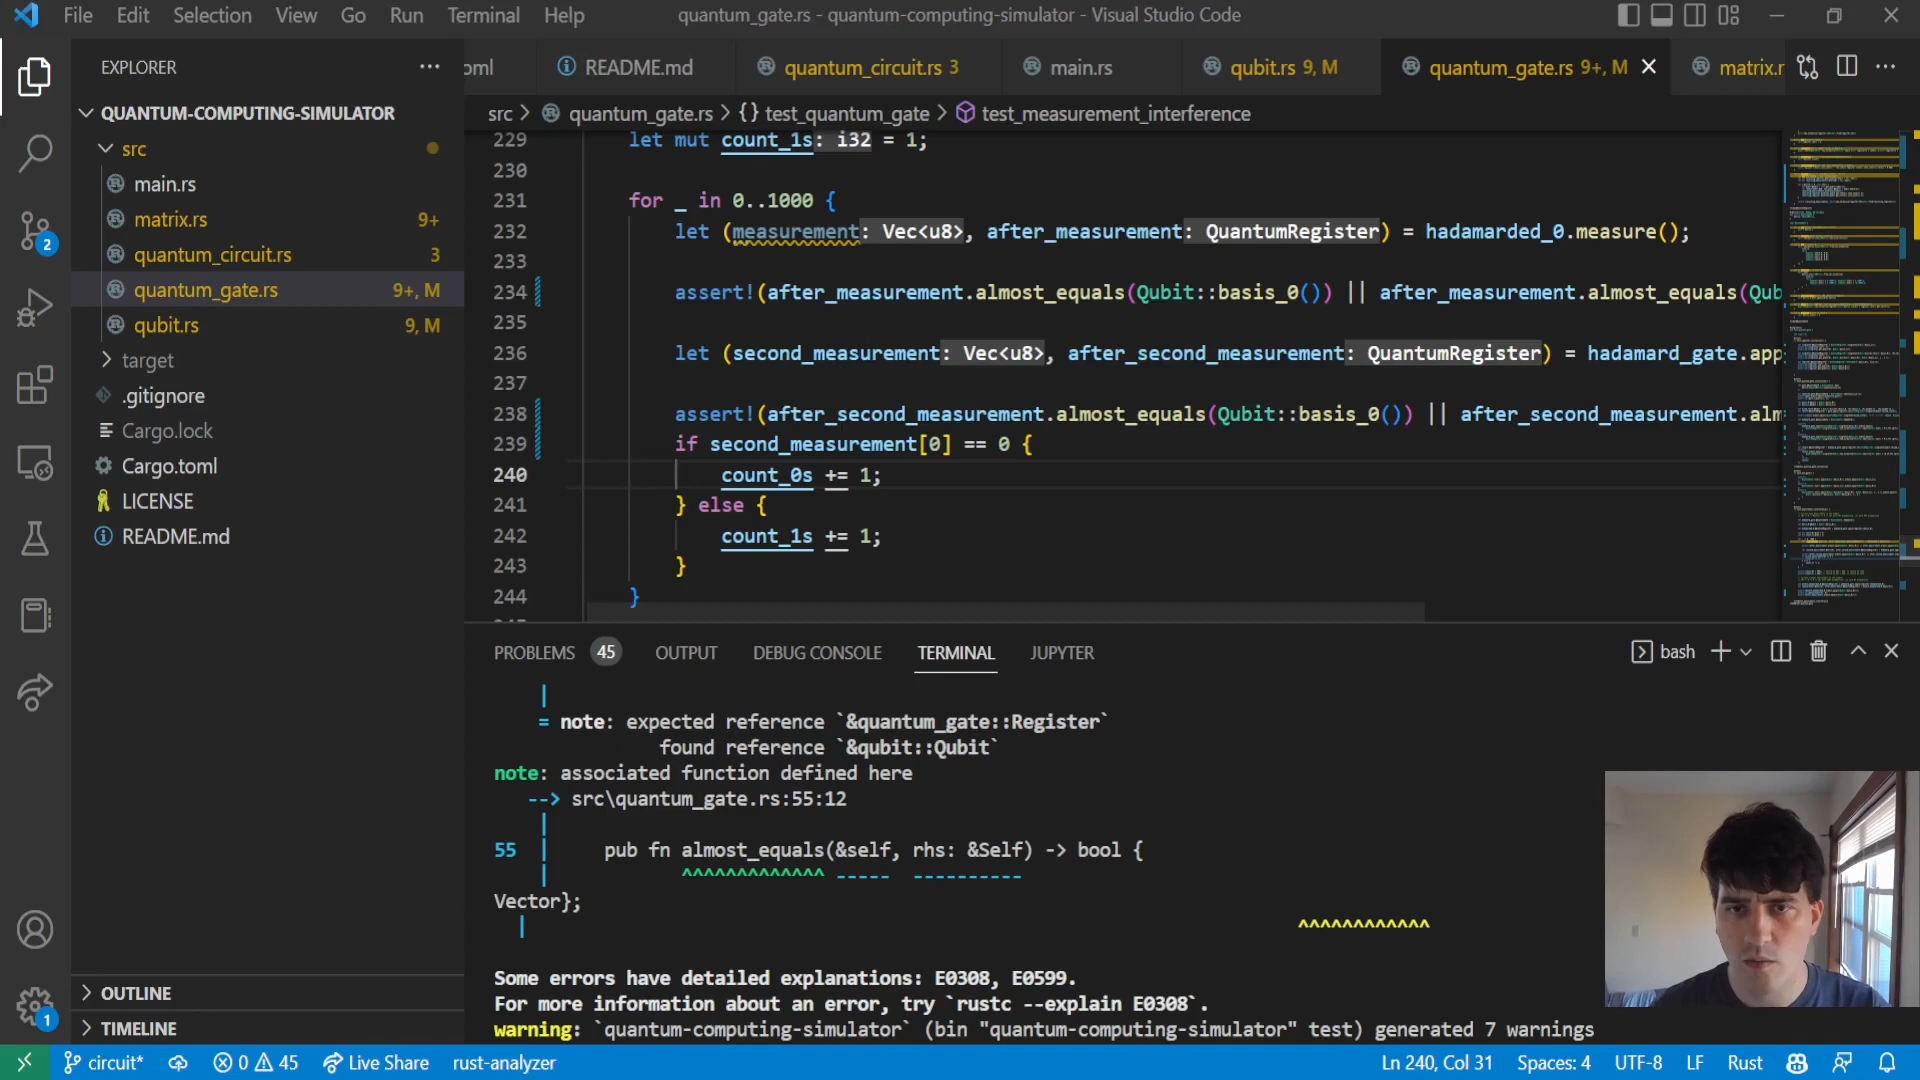 File Edit Selection View Go Run Terminal Help
quantum_gate.rs - quantum-computing-simulator - Visual Studio Code
EXPLORER
oml
README.md
quantum_circuit.rs 3
main.rs
qubit.rs 9, M
quantum_gate.rs 9+, M
matrix.r
QUANTUM-COMPUTING-SIMULATOR
src > quantum_gate.rs > {} test_quantum_gate > test_measurement_interference
src
main.rs
matrix.rs 9+
quantum_circuit.rs 3
quantum_gate.rs 9+, M
qubit.rs 9, M
target
.gitignore
Cargo.lock
Cargo.toml
LICENSE
README.md
OUTLINE
TIMELINE
2
1
229 let mut count_1s: i32 = 1;
230
231 for _ in 0..1000 {
232 let (measurement: Vec<u8>, after_measurement: QuantumRegister) = hadamarded_0.measure();
233
234 assert!(after_measurement.almost_equals(Qubit::basis_0()) || after_measurement.almost_equals(Qub
235
236 let (second_measurement: Vec<u8>, after_second_measurement: QuantumRegister) = hadamard_gate.app
237
238 assert!(after_second_measurement.almost_equals(Qubit::basis_0()) || after_second_measurement.alm
239 if second_measurement[0] == 0 {
240 count_0s += 1;
241 } else {
242 count_1s += 1;
243 }
244 }
PROBLEMS 45 OUTPUT DEBUG CONSOLE TERMINAL JUPYTER
bash
|
= note: expected reference `&quantum_gate::Register`
found reference `&qubit::Qubit`
note: associated function defined here
--> src\quantum_gate.rs:55:12
|
55 | pub fn almost_equals(&self, rhs: &Self) -> bool {
| ^^^^^^^^^^^^^ ----- ----------
Vector};
| ^^^^^^^^^^^^
Some errors have detailed explanations: E0308, E0599.
For more information about an error, try `rustc --explain E0308`.
warning: `quantum-computing-simulator` (bin "quantum-computing-simulator" test) generated 7 warnings
circuit* 0 45 Live Share rust-analyzer
Ln 240, Col 31 Spaces: 4 UTF-8 LF Rust